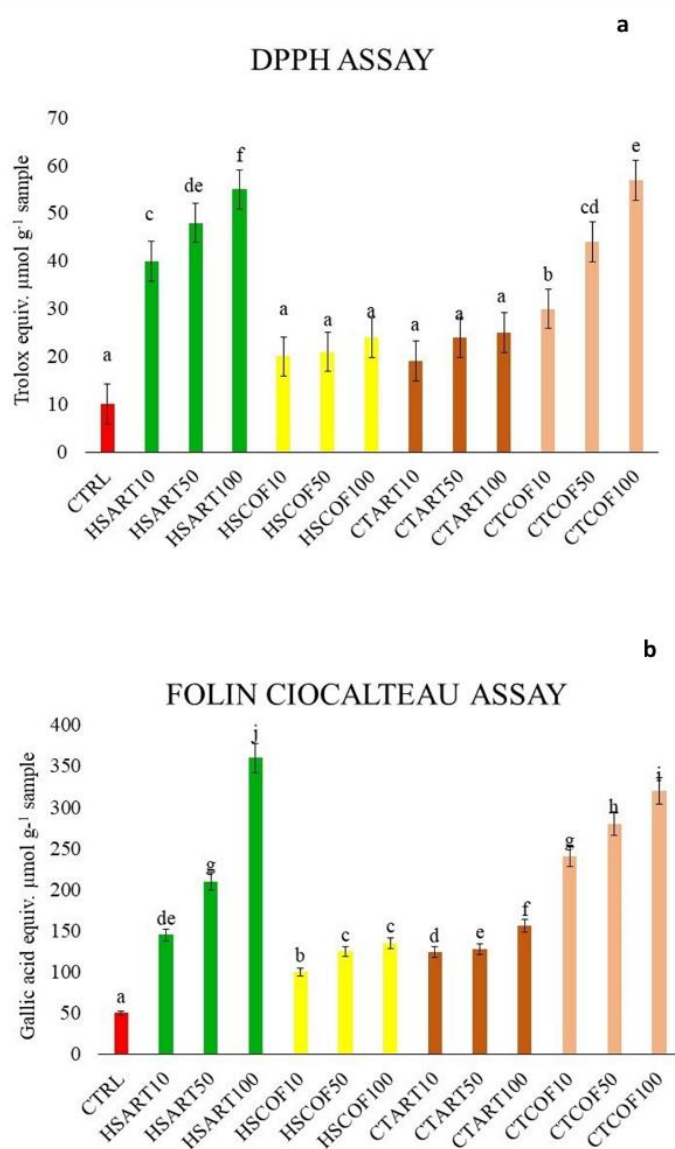 a
DPPH ASSAY
Trolox equiv. µmol g-1 sample
70
60
50
40
30
20
10
0
a
c
de
f
a
a
a
a
a
a
b
cd
e
CTRL
HSART10
HSART50
HSART100
HSCOF10
HSCOF50
HSCOF100
CTART10
CTART50
CTART100
CTCOF10
CTCOF50
CTCOF100
b
FOLIN CIOCALTEAU ASSAY
Gallic acid equiv. µmol g-1 sample
400
350
300
250
200
150
100
50
0
a
de
g
j
b
c
c
d
e
f
g
h
i
CTRL
HSART10
HSART50
HSART100
HSCOF10
HSCOF50
HSCOF100
CTART10
CTART50
CTART100
CTCOF10
CTCOF50
CTCOF100